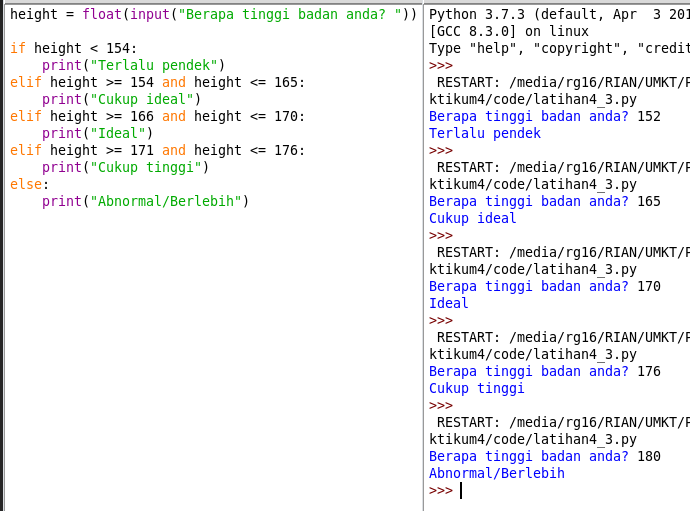 height = float(input("Berapa tinggi badan anda? "))
if height < 154:
    print("Terlalu pendek")
elif height >= 154 and height <= 165:
    print("Cukup ideal")
elif height >= 166 and height <= 170:
    print("Ideal")
elif height >= 171 and height <= 176:
    print("Cukup tinggi")
else:
    print("Abnormal/Berlebih")
Python 3.7.3 (default, Apr  3 201
[GCC 8.3.0] on linux
Type "help", "copyright", "credit
>>>
 RESTART: /media/rg16/RIAN/UMKT/P
ktikum4/code/latihan4_3.py
Berapa tinggi badan anda? 152
Terlalu pendek
>>>
 RESTART: /media/rg16/RIAN/UMKT/P
ktikum4/code/latihan4_3.py
Berapa tinggi badan anda? 165
Cukup ideal
>>>
 RESTART: /media/rg16/RIAN/UMKT/P
ktikum4/code/latihan4_3.py
Berapa tinggi badan anda? 170
Ideal
>>>
 RESTART: /media/rg16/RIAN/UMKT/P
ktikum4/code/latihan4_3.py
Berapa tinggi badan anda? 176
Cukup tinggi
>>>
 RESTART: /media/rg16/RIAN/UMKT/P
ktikum4/code/latihan4_3.py
Berapa tinggi badan anda? 180
Abnormal/Berlebih
>>>